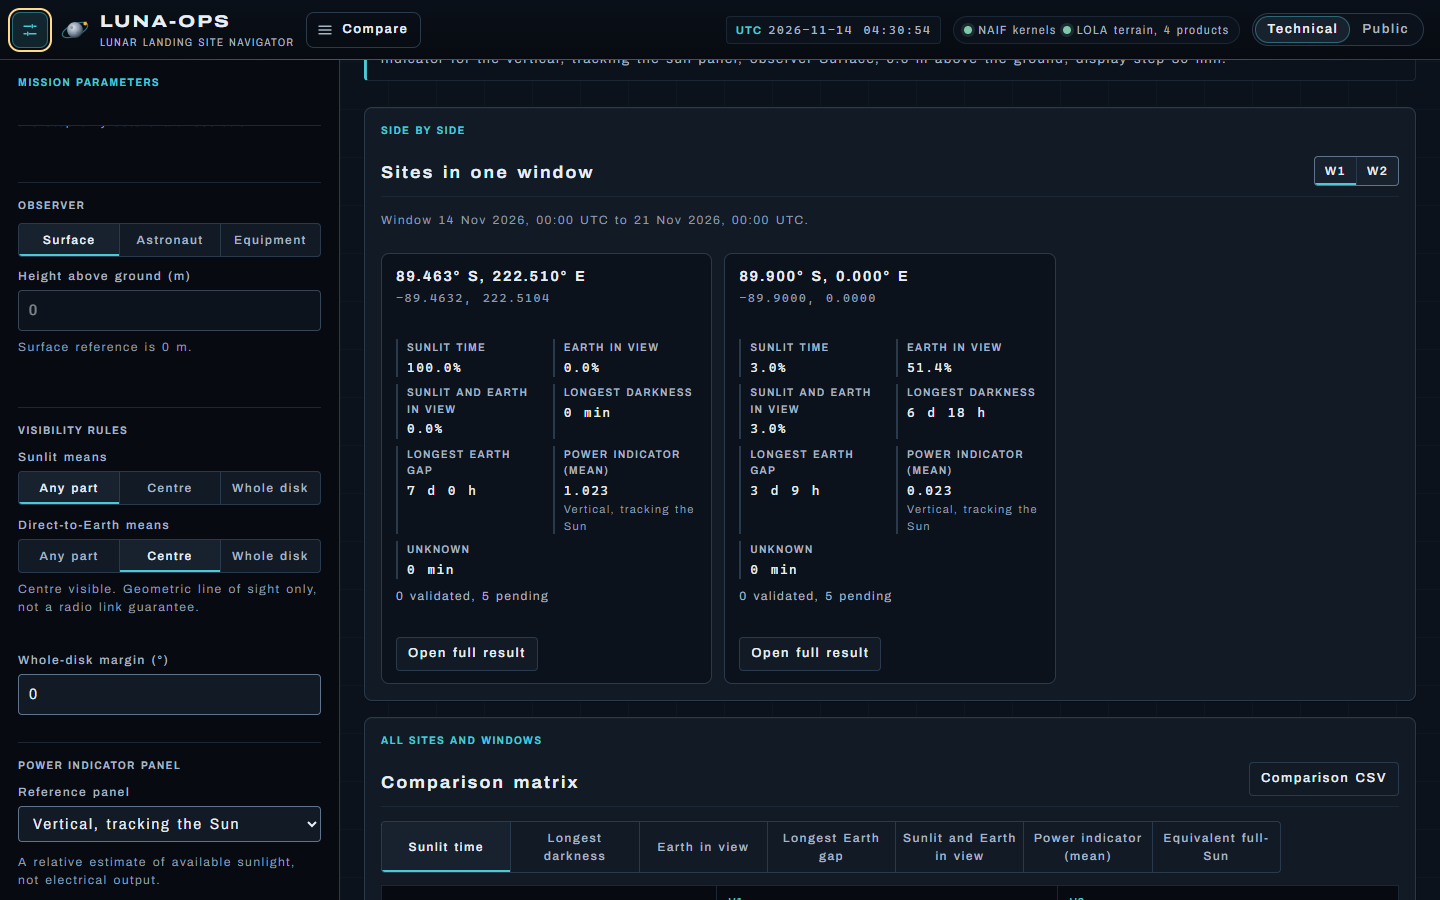 LUNA-OPS
LUNAR LANDING SITE NAVIGATOR
Compare
UTC 2026-11-14 04:30:54
NAIF kernels
LOLA terrain, 4 products
Technical
Public
MISSION PARAMETERS
OBSERVER
Surface
Astronaut
Equipment
Height above ground (m)
0
Surface reference is 0 m.
VISIBILITY RULES
Sunlit means
Any part
Centre
Whole disk
Direct-to-Earth means
Any part
Centre
Whole disk
Centre visible. Geometric line of sight only,
not a radio link guarantee.
Whole-disk margin (°)
0
POWER INDICATOR PANEL
Reference panel
Vertical, tracking the Sun
A relative estimate of available sunlight,
not electrical output.
SIDE BY SIDE
Sites in one window
W1
W2
Window 14 Nov 2026, 00:00 UTC to 21 Nov 2026, 00:00 UTC.
89.463° S, 222.510° E
−89.4632, 222.5104
SUNLIT TIME
100.0%
EARTH IN VIEW
0.0%
SUNLIT AND EARTH
IN VIEW
0.0%
LONGEST DARKNESS
0 min
LONGEST EARTH
GAP
7 d 0 h
POWER INDICATOR
(MEAN)
1.023
Vertical, tracking the
Sun
UNKNOWN
0 min
0 validated, 5 pending
Open full result
89.900° S, 0.000° E
−89.9000, 0.0000
SUNLIT TIME
3.0%
EARTH IN VIEW
51.4%
SUNLIT AND EARTH
IN VIEW
3.0%
LONGEST DARKNESS
6 d 18 h
LONGEST EARTH
GAP
3 d 9 h
POWER INDICATOR
(MEAN)
0.023
Vertical, tracking the
Sun
UNKNOWN
0 min
0 validated, 5 pending
Open full result
ALL SITES AND WINDOWS
Comparison matrix
Comparison CSV
Sunlit time
Longest
darkness
Earth in view
Longest Earth
gap
Sunlit and Earth
in view
Power indicator
(mean)
Equivalent full-
Sun